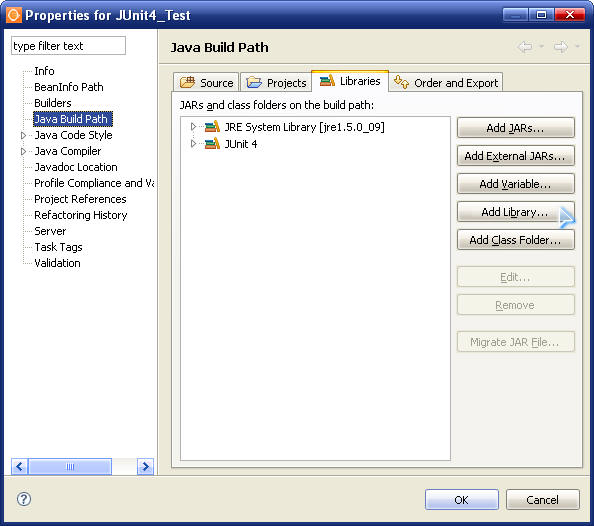 Properties for JUnit4_Test
type filter text
Info
BeanInfo Path
Builders
Java Build Path
Java Code Style
Java Compiler
Javadoc Location
Profile Compliance and Va
Project References
Refactoring History
Server
Task Tags
Validation
Java Build Path
Source Projects Libraries Order and Export
JARs and class folders on the build path:
JRE System Library [jre1.5.0_09]
JUnit 4
Add JARs...
Add External JARs...
Add Variable...
Add Library...
Add Class Folder...
Edit...
Remove
Migrate JAR File...
?
OK Cancel